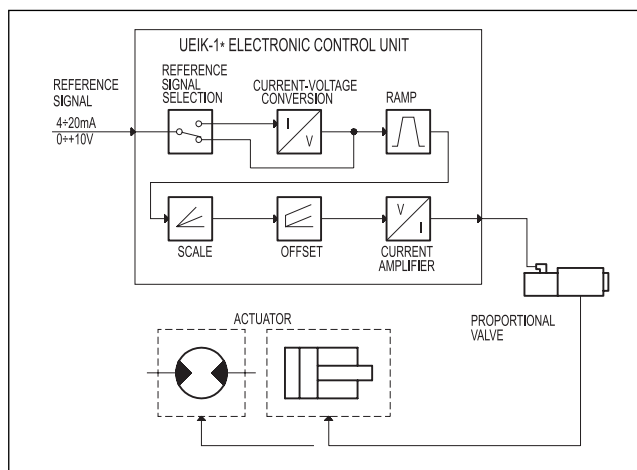 UEIK-1* ELECTRONIC CONTROL UNIT
REFERENCE
SIGNAL
4÷20mA
0÷+10V
REFERENCE
SIGNAL
SELECTION
CURRENT-VOLTAGE
CONVERSION
I
V
RAMP
SCALE
OFFSET
V
I
CURRENT
AMPLIFIER
PROPORTIONAL
VALVE
ACTUATOR